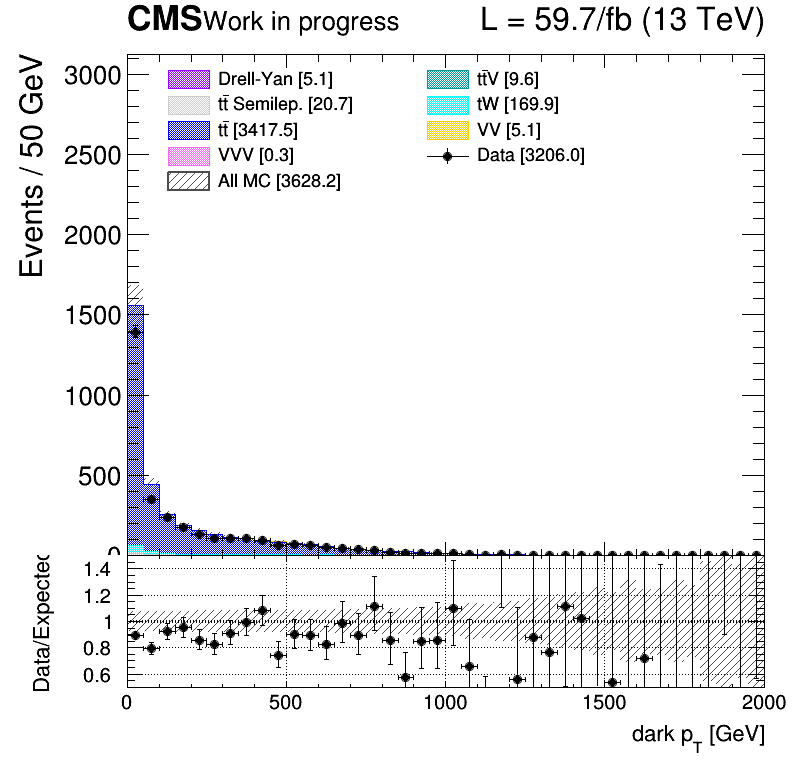 CMS Work in progress L = 59.7/fb (13 TeV)
Events / 50 GeV
3000
2500
2000
1500
1000
500
0
Drell-Yan [5.1]
tt̄ Semilep. [20.7]
tt̄ [3417.5]
VVV [0.3]
All MC [3628.2]
tt̄V [9.6]
tW [169.9]
VV [5.1]
Data [3206.0]
Data/Expected
1.4
1.2
1
0.8
0.6
0 500 1000 1500 2000
dark p_T [GeV]